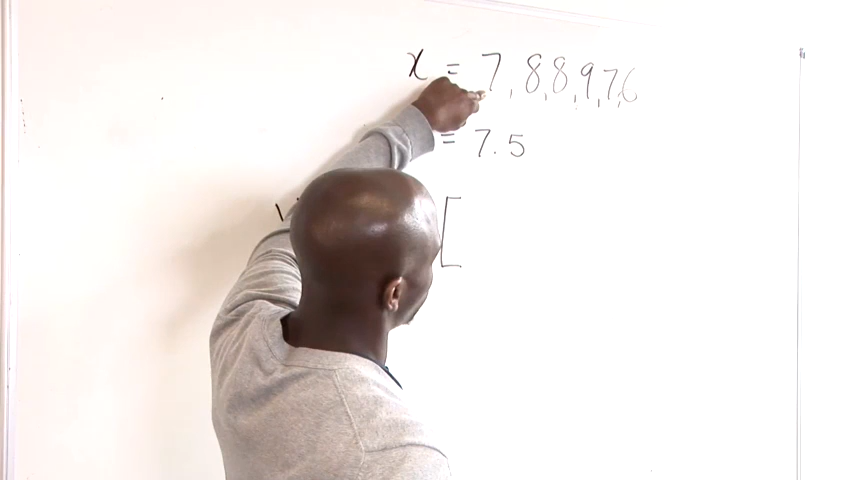 x = 7, 8, 8, 9, 7, 6
= 7.5
[